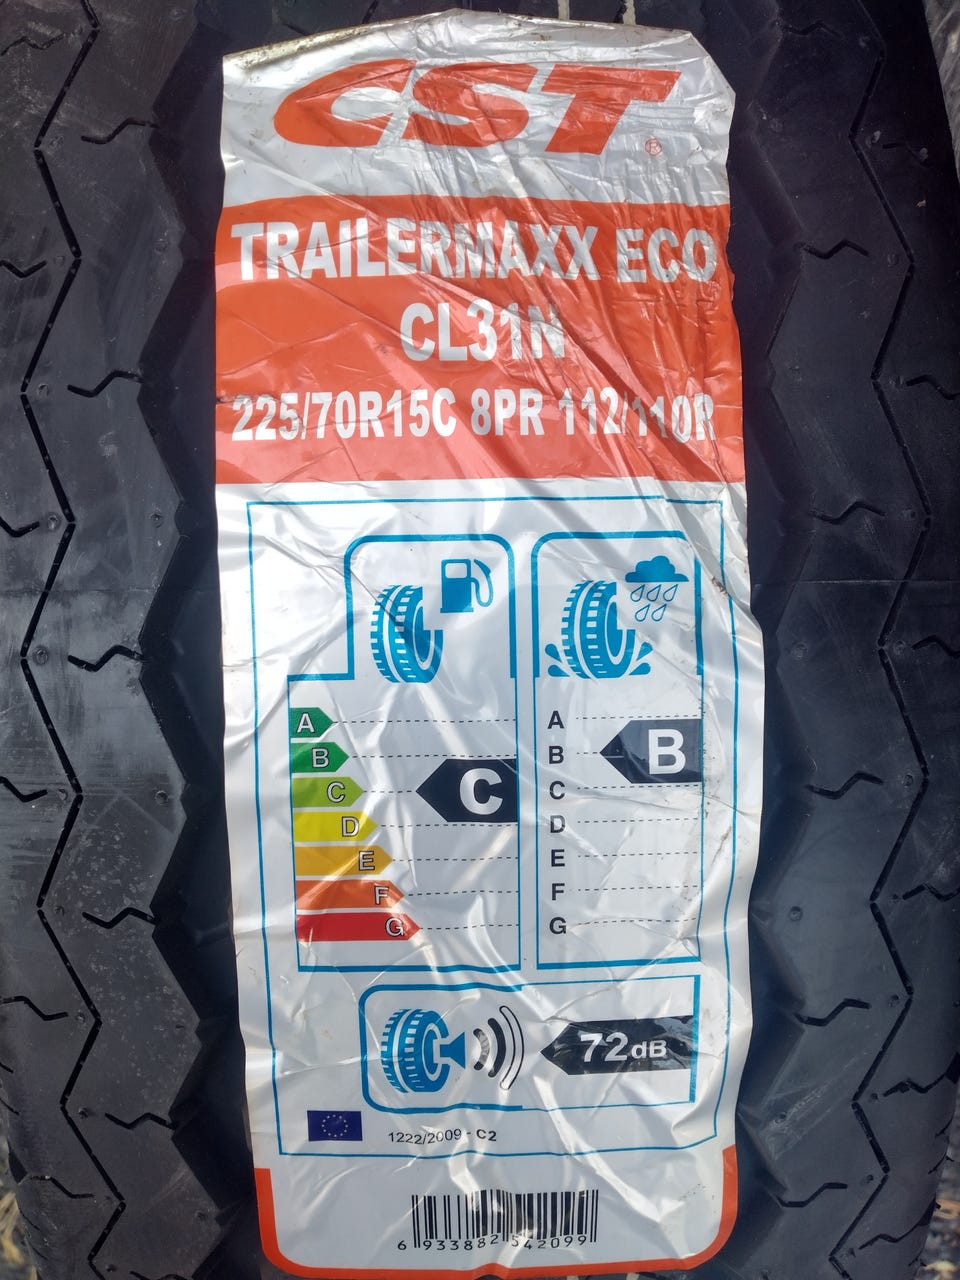 CST®
TRAILERMAXX ECO
CL31N
225/70R15C 8PR 112/110R
A
B
C
D
E
F
G
C
A
B
C
D
E
F
G
B
72dB
1222/2009 - C2
6 933882 542099